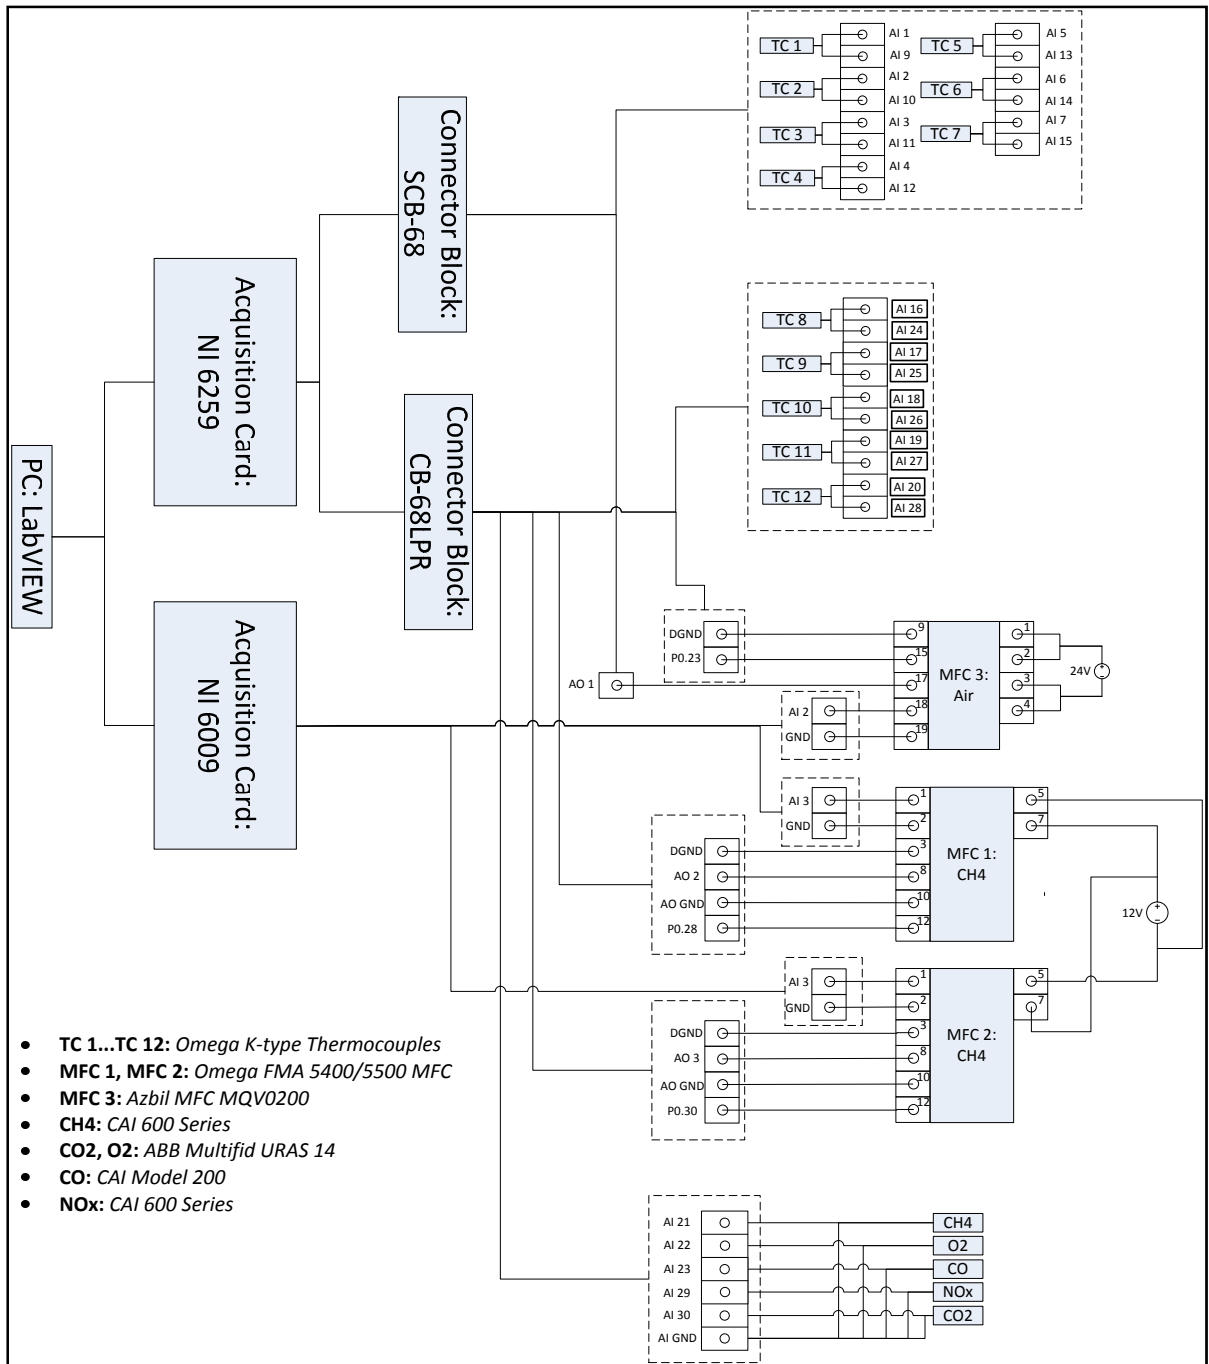 TC 1
AI 1
AI 9
TC 2
AI 2
AI 10
TC 3
AI 3
AI 11
TC 4
AI 4
AI 12
TC 5
AI 5
AI 13
TC 6
AI 6
AI 14
TC 7
AI 7
AI 15
Connector Block:
SCB-68
Acquisition Card:
NI 6259
TC 8
AI 16
AI 24
TC 9
AI 17
AI 25
TC 10
AI 18
AI 26
TC 11
AI 19
AI 27
TC 12
AI 20
AI 28
Connector Block:
CB-68LPR
PC: LabVIEW
Acquisition Card:
NI 6009
DGND
P0.23
AO 1
AI 2
GND
9
15
17
18
19
MFC 3:
Air
1
2
3
4
24V
+
−
AI 3
GND
DGND
AO 2
AO GND
P0.28
1
2
3
8
10
12
MFC 1:
CH4
5
7
12V
+
−
AI 3
GND
DGND
AO 3
AO GND
P0.30
1
2
3
8
10
12
MFC 2:
CH4
5
7
• TC 1...TC 12: Omega K-type Thermocouples
• MFC 1, MFC 2: Omega FMA 5400/5500 MFC
• MFC 3: Azbil MFC MQV0200
• CH4: CAI 600 Series
• CO2, O2: ABB Multifid URAS 14
• CO: CAI Model 200
• NOx: CAI 600 Series
AI 21
AI 22
AI 23
AI 29
AI 30
AI GND
CH4
O2
CO
NOx
CO2